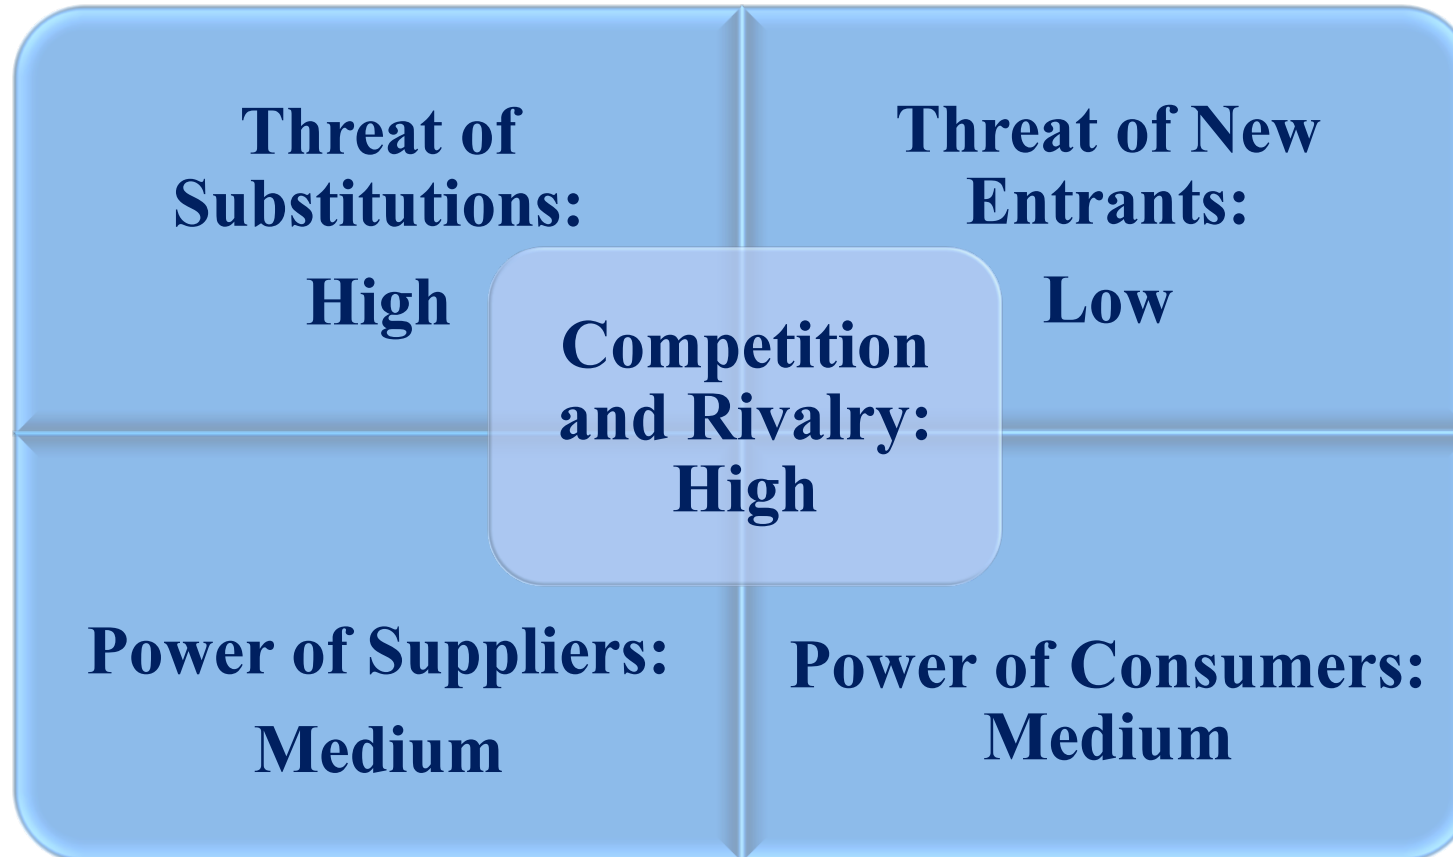 Threat of
Substitutions:
High
Threat of New
Entrants:
Low
Competition
and Rivalry:
High
Power of Suppliers:
Medium
Power of Consumers:
Medium